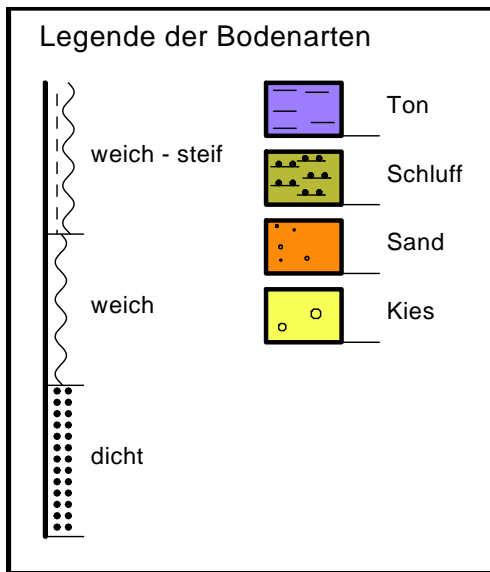 Legende der Bodenarten
weich - steif
weich
dicht
Ton
Schluff
Sand
Kies